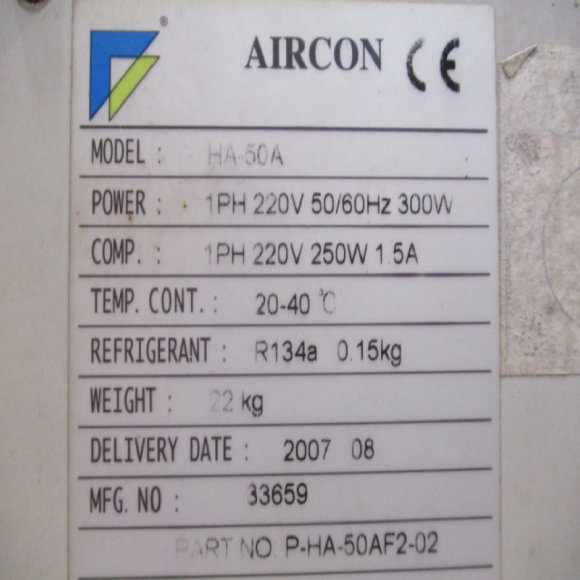 ®
AIRCON CE
MODEL : HA-50A
POWER : 1PH 220V 50/60Hz 300W
COMP. : 1PH 220V 250W 1.5A
TEMP. CONT. : 20-40 ℃
REFRIGERANT : R134a 0.15kg
WEIGHT : 22 kg
DELIVERY DATE : 2007 08
MFG. NO : 33659
PART NO. P-HA-50AF2-02